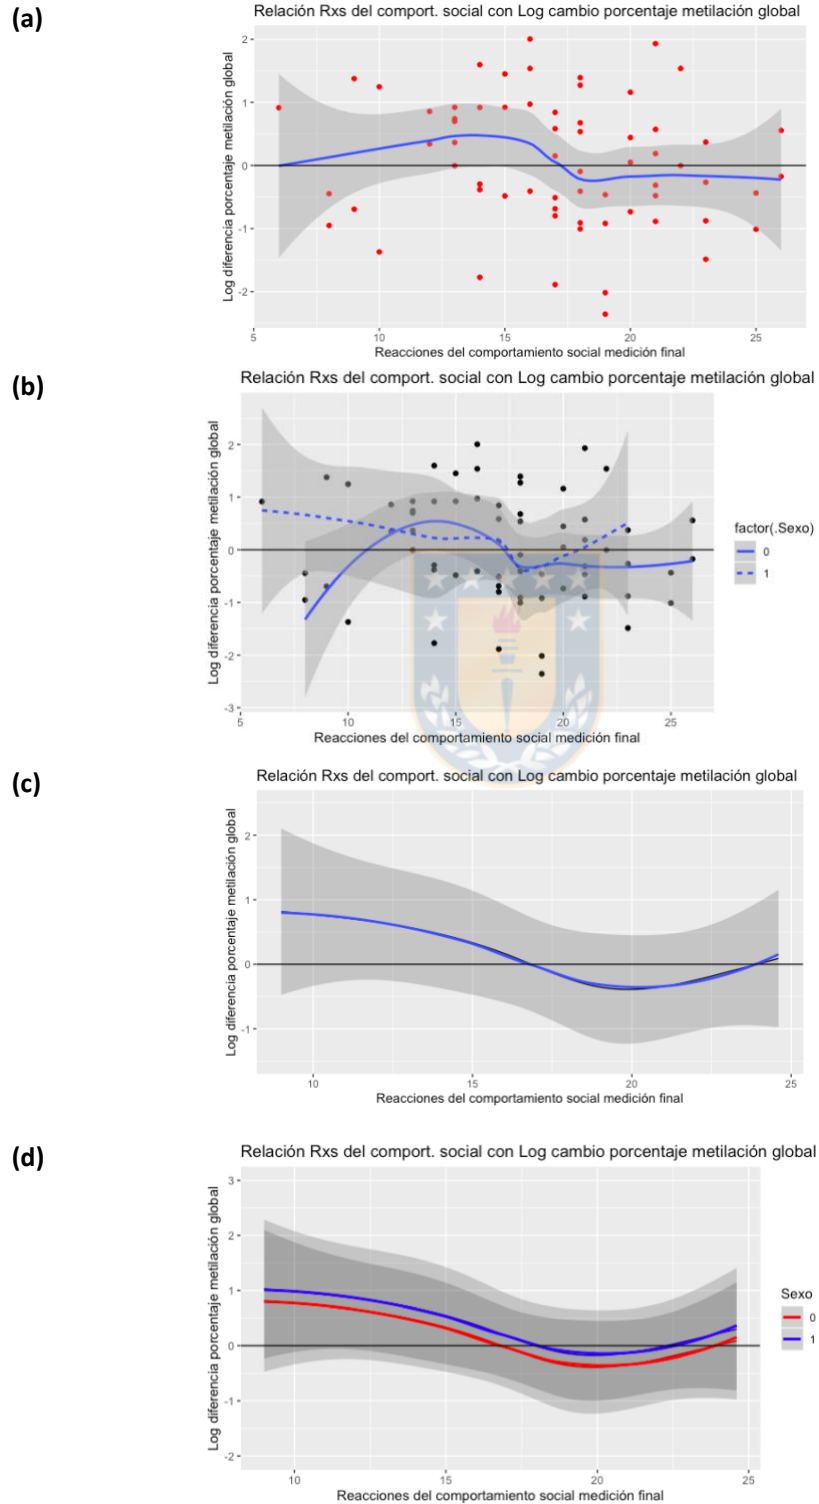 (a)
Relación Rxs del comport. social con Log cambio porcentaje metilación global
Log diferencia porcentaje metilación global
2
1
0
-1
-2
5
10
15
20
25
Reacciones del comportamiento social medición final
(b)
Relación Rxs del comport. social con Log cambio porcentaje metilación global
Log diferencia porcentaje metilación global
2
1
0
-1
-2
-3
5
10
15
20
25
Reacciones del comportamiento social medición final
factor(.Sexo)
0
1
(c)
Relación Rxs del comport. social con Log cambio porcentaje metilación global
Log diferencia porcentaje metilación global
2
1
0
-1
10
15
20
25
Reacciones del comportamiento social medición final
(d)
Relación Rxs del comport. social con Log cambio porcentaje metilación global
Log diferencia porcentaje metilación global
3
2
1
0
-1
-2
10
15
20
25
Reacciones del comportamiento social medición final
Sexo
0
1